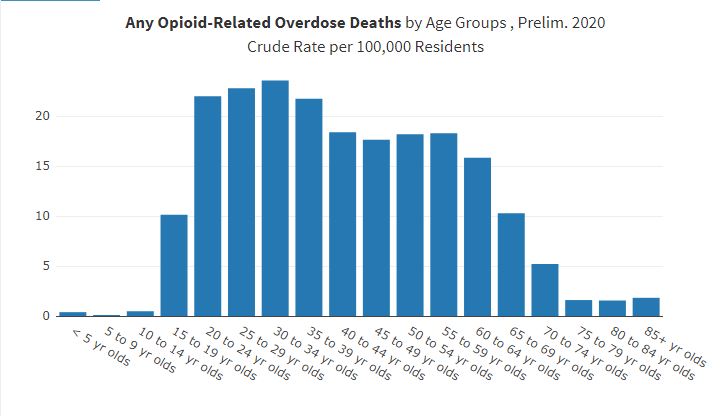 Any Opioid-Related Overdose Deaths by Age Groups , Prelim. 2020
Crude Rate per 100,000 Residents
20
15
10
5
0
< 5 yr olds
5 to 9 yr olds
10 to 14 yr olds
15 to 19 yr olds
20 to 24 yr olds
25 to 29 yr olds
30 to 34 yr olds
35 to 39 yr olds
40 to 44 yr olds
45 to 49 yr olds
50 to 54 yr olds
55 to 59 yr olds
60 to 64 yr olds
65 to 69 yr olds
70 to 74 yr olds
75 to 79 yr olds
80 to 84 yr olds
85+ yr olds